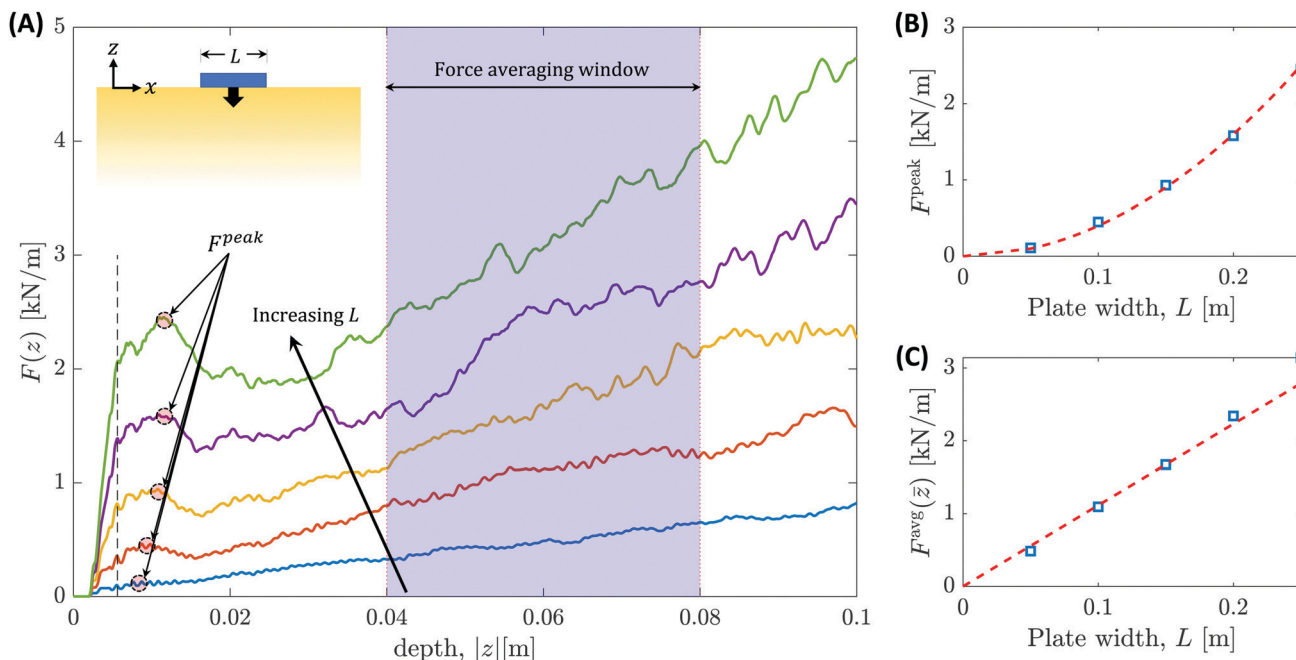 (A)
5
4
3
2
1
0
F(z) [kN/m]
z
x
L
Force averaging window
F^peak
Increasing L
0
0.02
0.04
0.06
0.08
0.1
depth, |z|[m]
(B)
3
2
1
0
F^peak [kN/m]
0
0.1
0.2
Plate width, L [m]
(C)
3
2
1
0
F^avg(z̄) [kN/m]
0
0.1
0.2
Plate width, L [m]